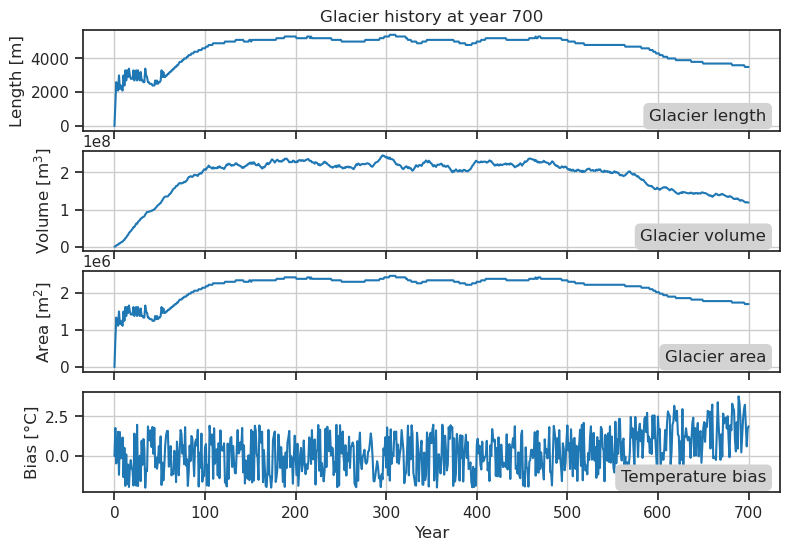 Glacier history at year 700
Length [m]
4000
2000
0
Glacier length
1e8
Volume [m³]
2
1
0
Glacier volume
1e6
Area [m²]
2
1
0
Glacier area
Bias [°C]
2.5
0.0
Temperature bias
0 100 200 300 400 500 600 700
Year